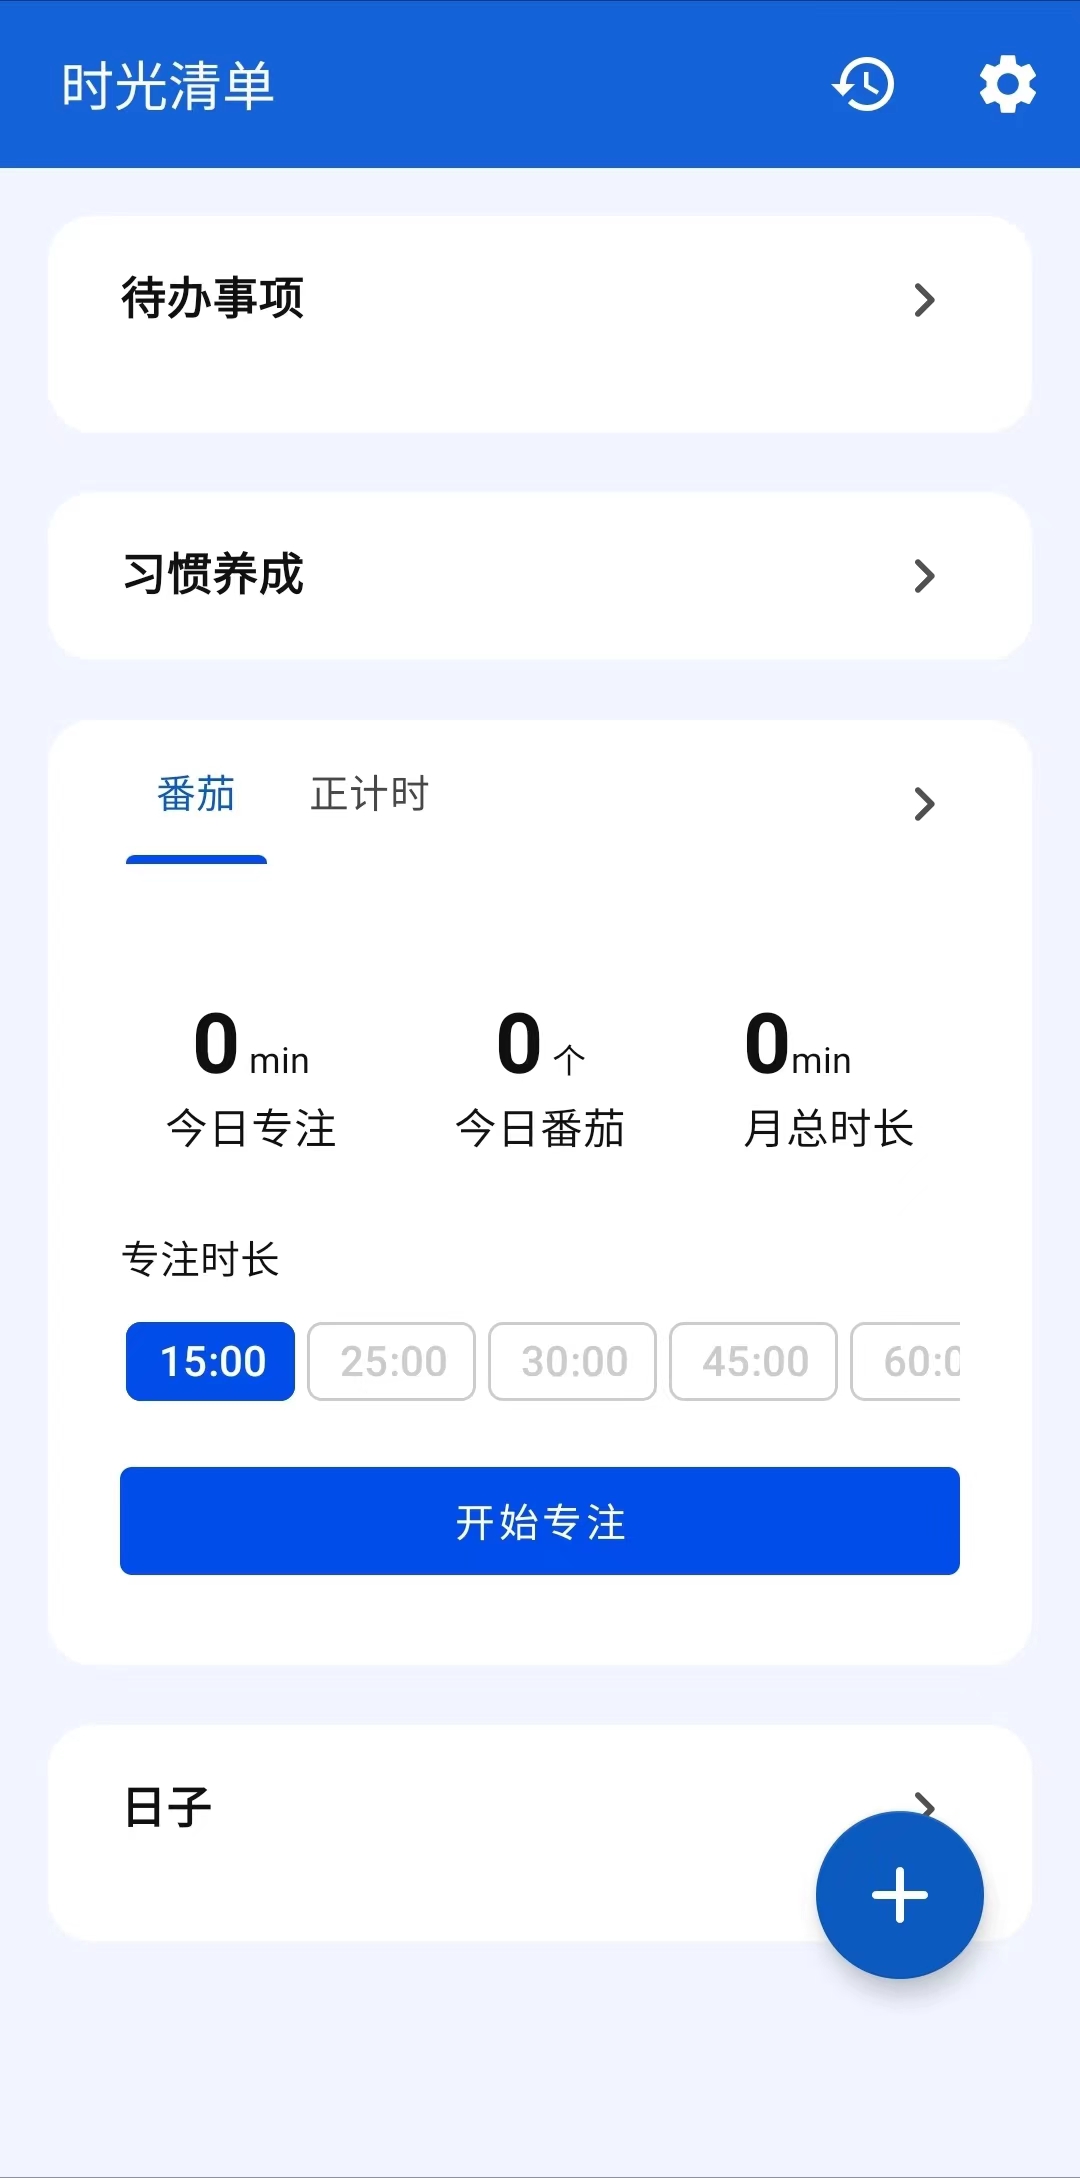 时光清单
待办事项
习惯养成
番茄 正计时
0 min 0 个 0min
今日专注 今日番茄 月总时长
专注时长
15:00 25:00 30:00 45:00 60:0
开始专注
日子